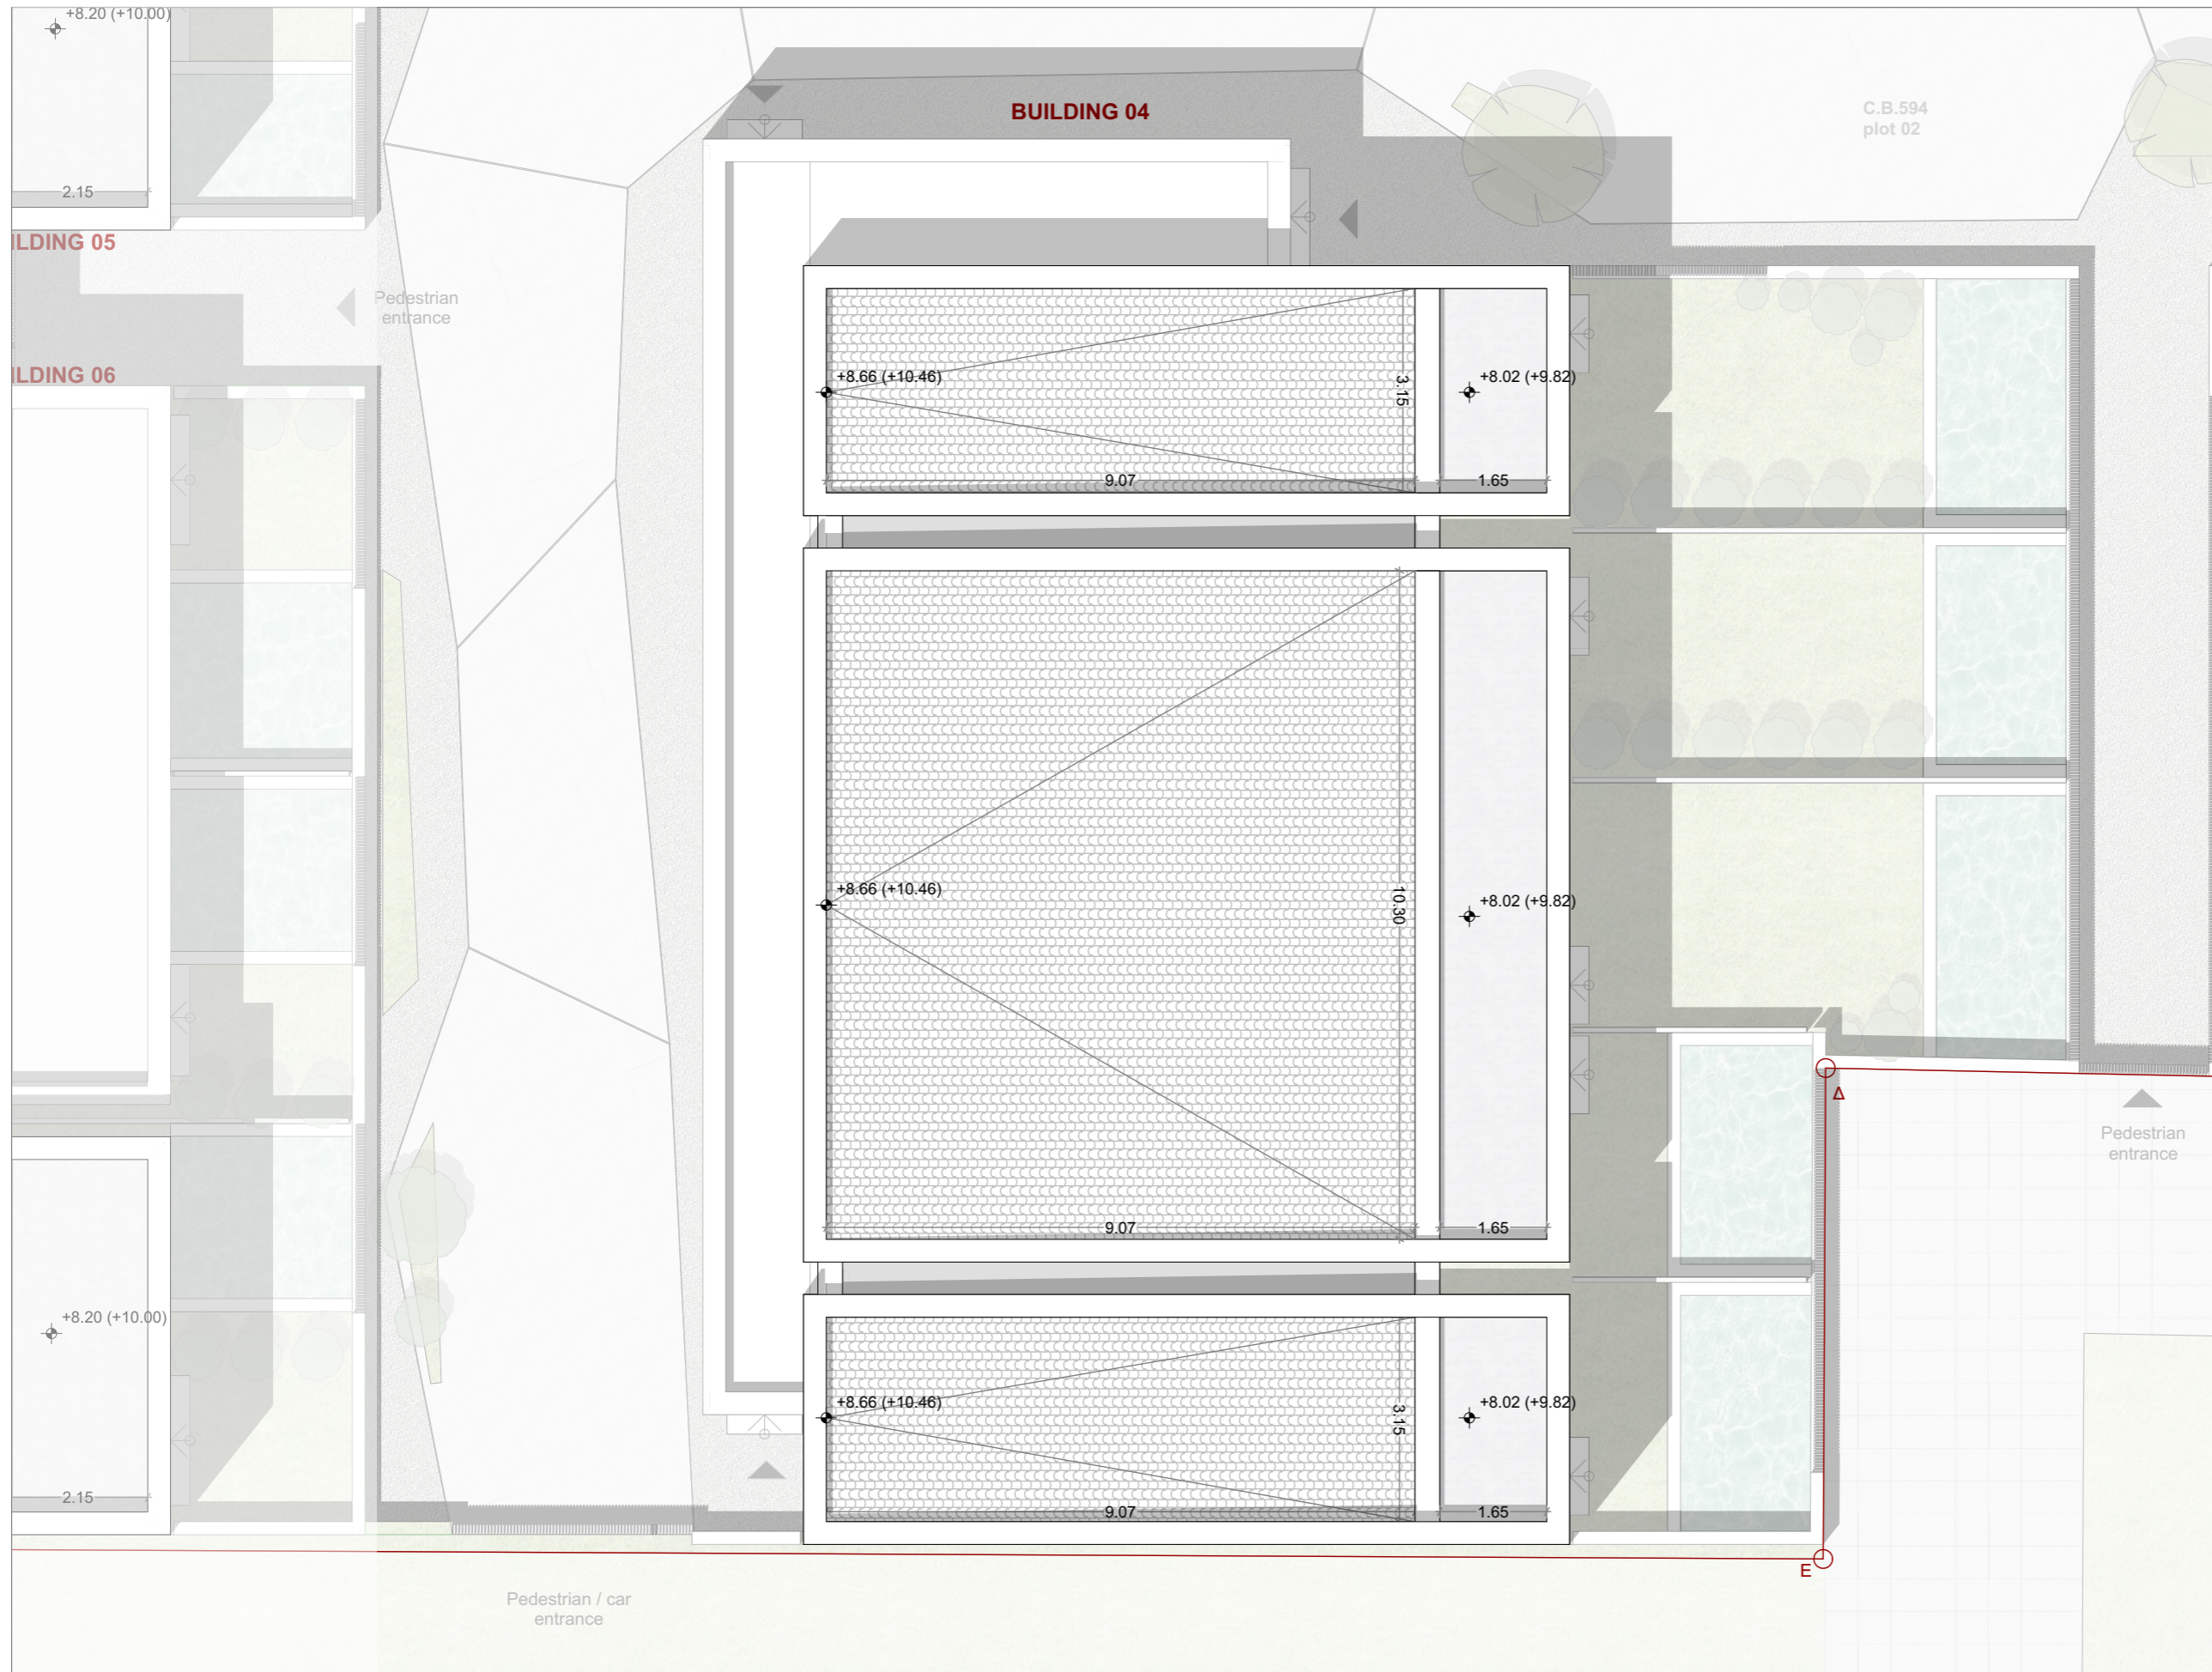 +8.20 (+10.00)
BUILDING 04
C.B.594
plot 02
2.15
ILDING 05
Pedestrian
entrance
ILDING 06
+8.66 (+10.46)
3.15
+8.02 (+9.82)
9.07
1.65
+8.66 (+10.46)
10.30
+8.02 (+9.82)
Δ
Pedestrian
entrance
9.07
1.65
+8.20 (+10.00)
+8.66 (+10.46)
3.15
+8.02 (+9.82)
2.15
9.07
1.65
E
Pedestrian / car
entrance